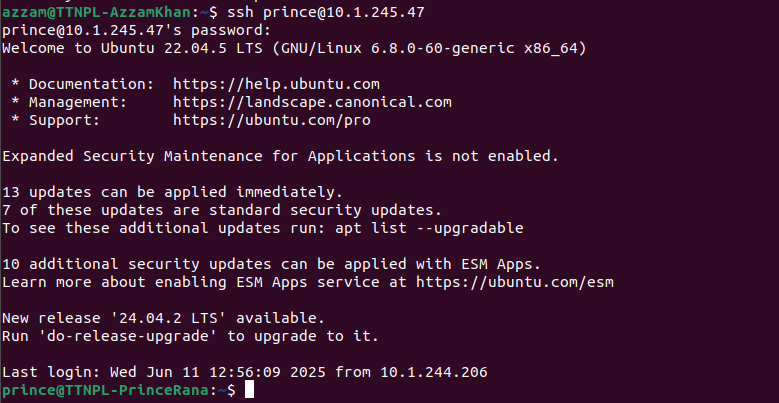 azzam@TTNPL-AzzamKhan:~$ ssh prince@10.1.245.47
prince@10.1.245.47's password:
Welcome to Ubuntu 22.04.5 LTS (GNU/Linux 6.8.0-60-generic x86_64)
* Documentation:  https://help.ubuntu.com
* Management:     https://landscape.canonical.com
* Support:        https://ubuntu.com/pro
Expanded Security Maintenance for Applications is not enabled.
13 updates can be applied immediately.
7 of these updates are standard security updates.
To see these additional updates run: apt list --upgradable
10 additional security updates can be applied with ESM Apps.
Learn more about enabling ESM Apps service at https://ubuntu.com/esm
New release '24.04.2 LTS' available.
Run 'do-release-upgrade' to upgrade to it.
Last login: Wed Jun 11 12:56:09 2025 from 10.1.244.206
prince@TTNPL-PrinceRana:~$